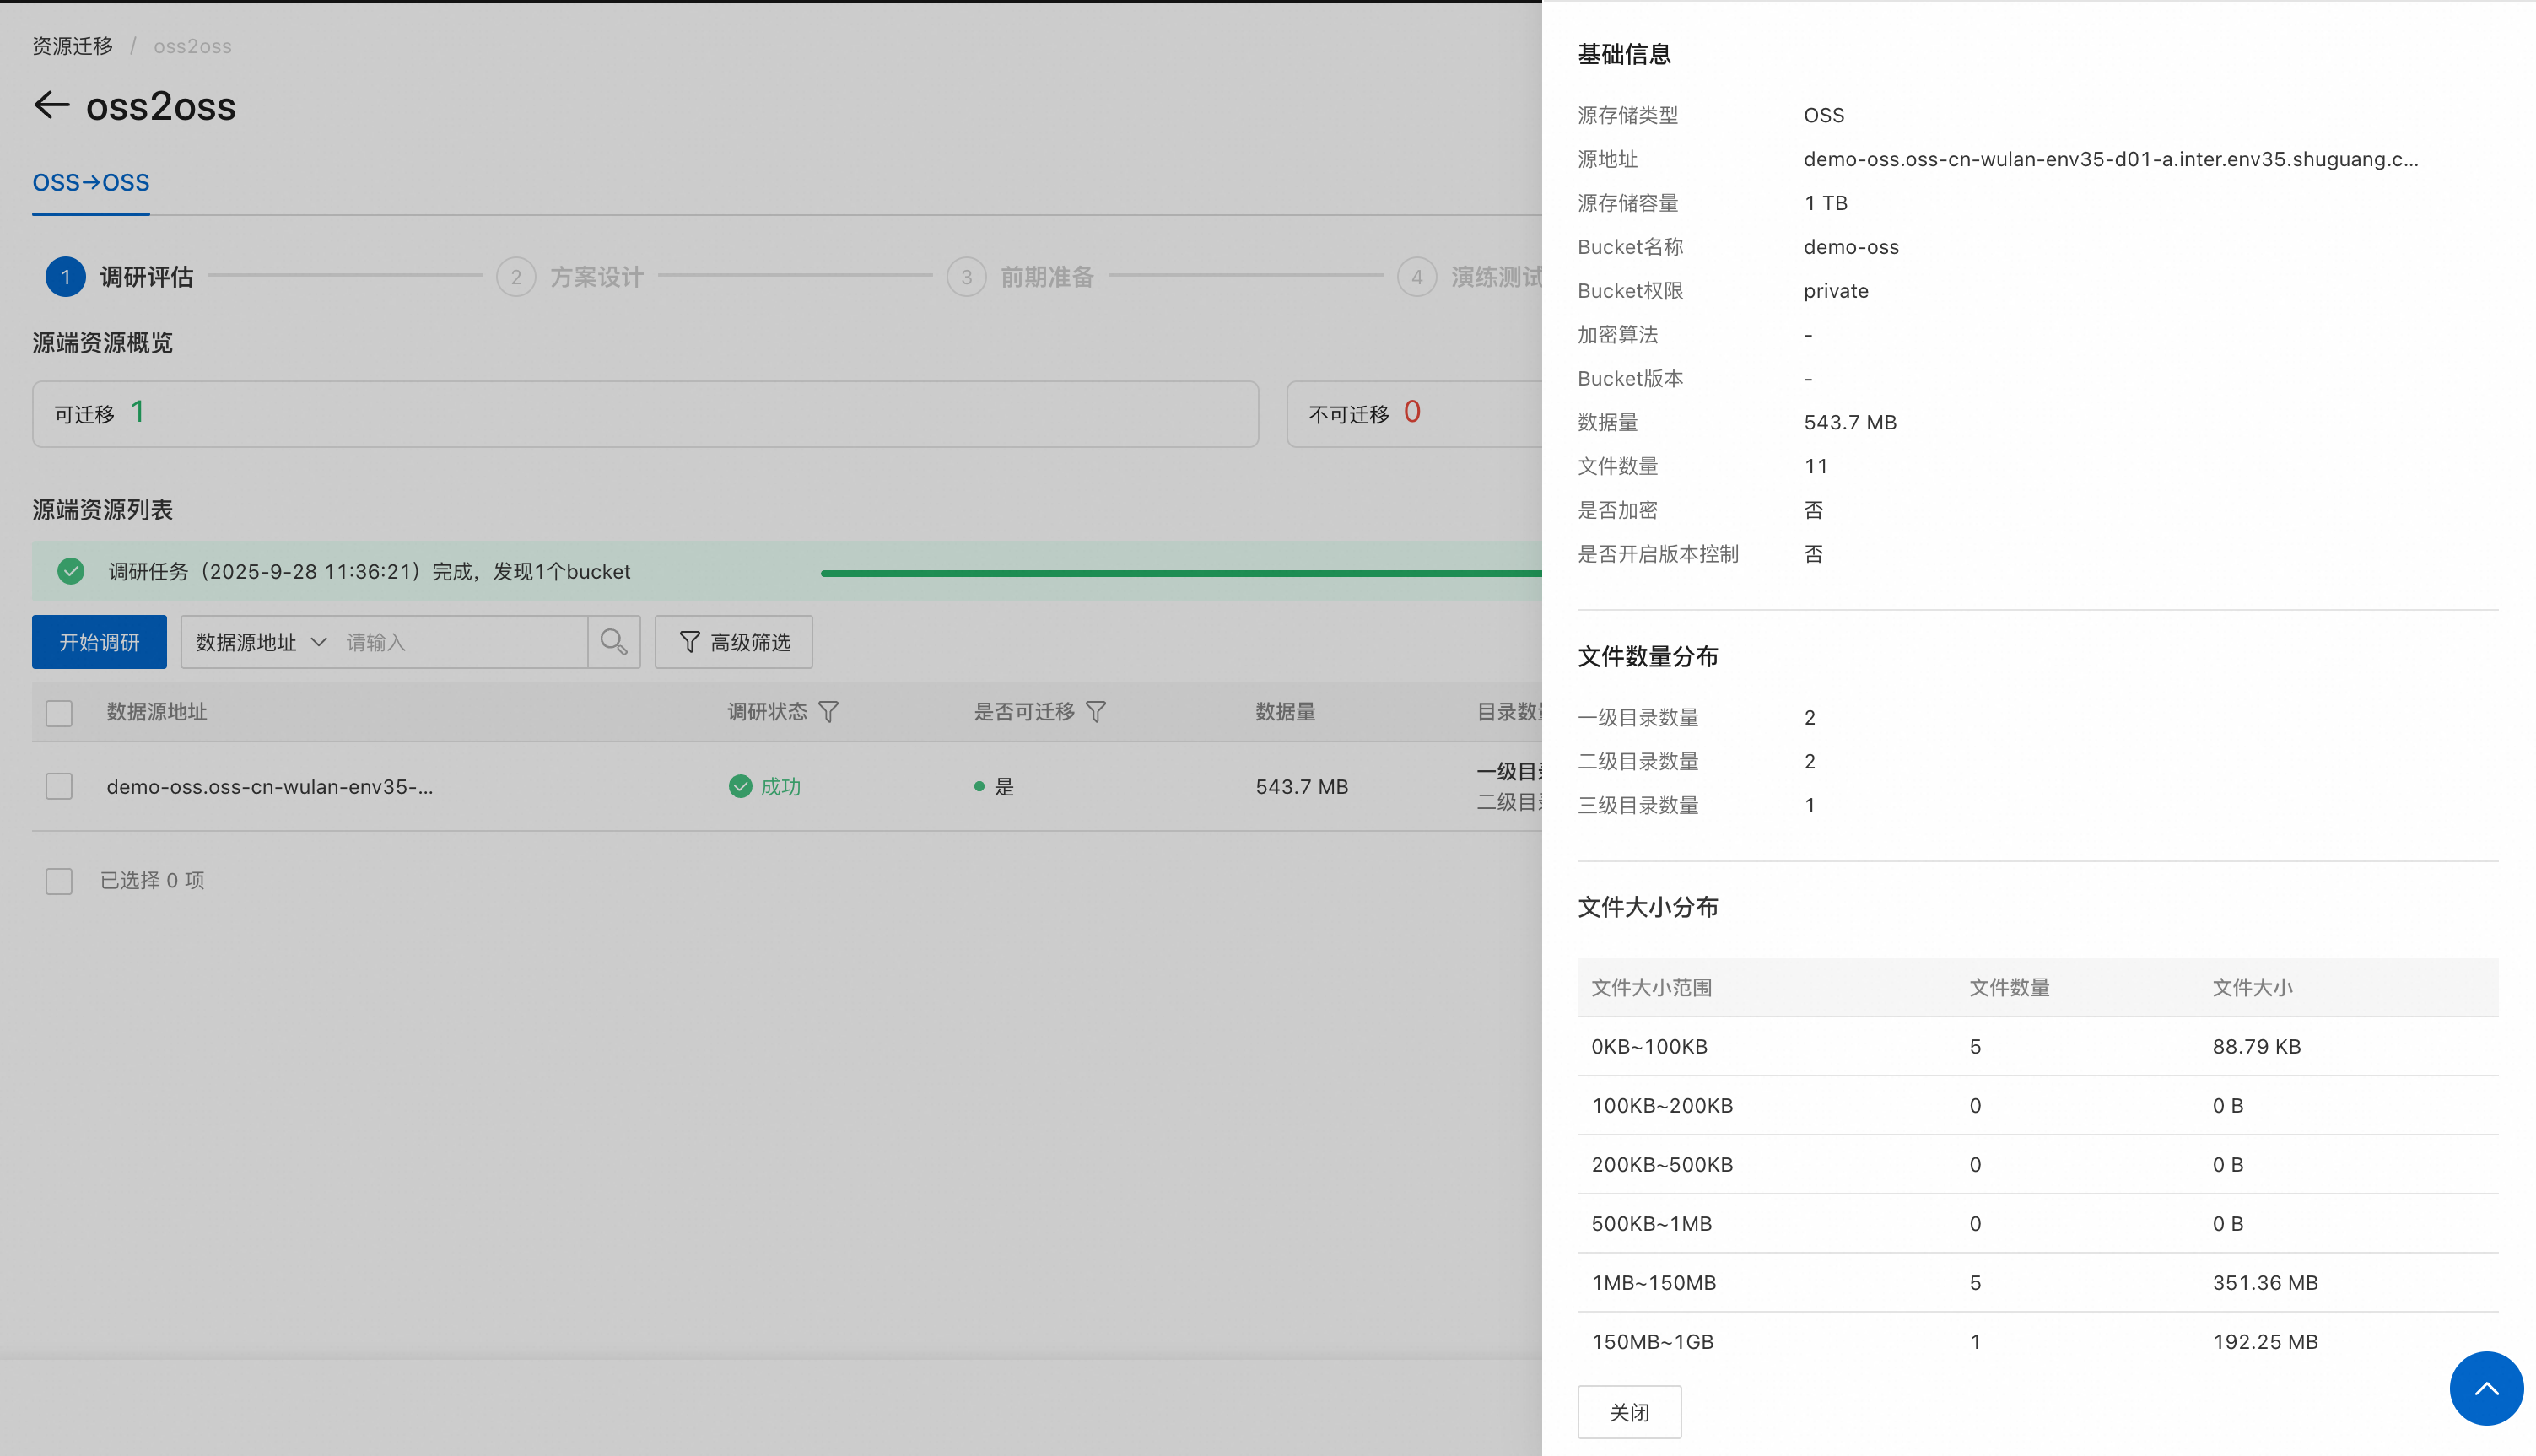 资源迁移 / oss2oss
oss2oss
OSS→OSS
1 调研评估
2 方案设计
3 前期准备
4 演练测试
源端资源概览
可迁移 1
不可迁移 0
源端资源列表
调研任务（2025-9-28 11:36:21）完成，发现1个bucket
开始调研 数据源地址 请输入 高级筛选
数据源地址 调研状态 是否可迁移 数据量 目录数
demo-oss.oss-cn-wulan-env35-... 成功 是 543.7 MB 一级目
二级目
已选择 0 项
基础信息
源存储类型 OSS
源地址 demo-oss.oss-cn-wulan-env35-d01-a.inter.env35.shuguang.c...
源存储容量 1 TB
Bucket名称 demo-oss
Bucket权限 private
加密算法 -
Bucket版本 -
数据量 543.7 MB
文件数量 11
是否加密 否
是否开启版本控制 否
文件数量分布
一级目录数量 2
二级目录数量 2
三级目录数量 1
文件大小分布
文件大小范围 文件数量 文件大小
0KB~100KB 5 88.79 KB
100KB~200KB 0 0 B
200KB~500KB 0 0 B
500KB~1MB 0 0 B
1MB~150MB 5 351.36 MB
150MB~1GB 1 192.25 MB
关闭